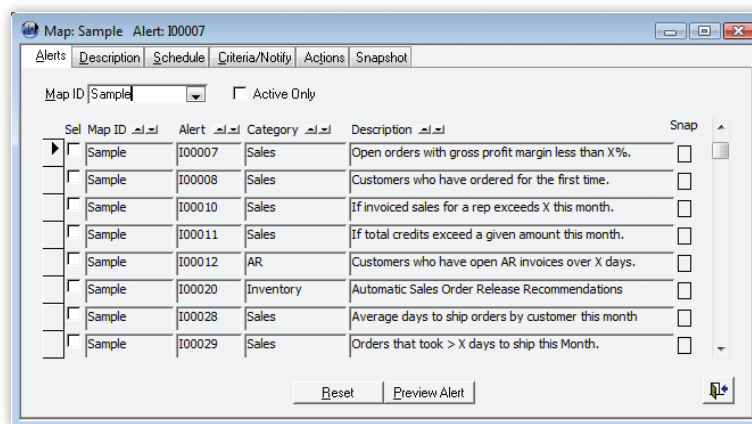 Map: Sample Alert: I00007
Alerts Description Schedule Criteria/Notify Actions Snapshot
Map ID Sample Active Only
Sel Map ID Alert Category Description Snap
Sample I00007 Sales Open orders with gross profit margin less than X%.
Sample I00008 Sales Customers who have ordered for the first time.
Sample I00010 Sales If invoiced sales for a rep exceeds X this month.
Sample I00011 Sales If total credits exceed a given amount this month.
Sample I00012 AR Customers who have open AR invoices over X days.
Sample I00020 Inventory Automatic Sales Order Release Recommendations
Sample I00028 Sales Average days to ship orders by customer this month
Sample I00029 Sales Orders that took > X days to ship this Month.
Reset Preview Alert